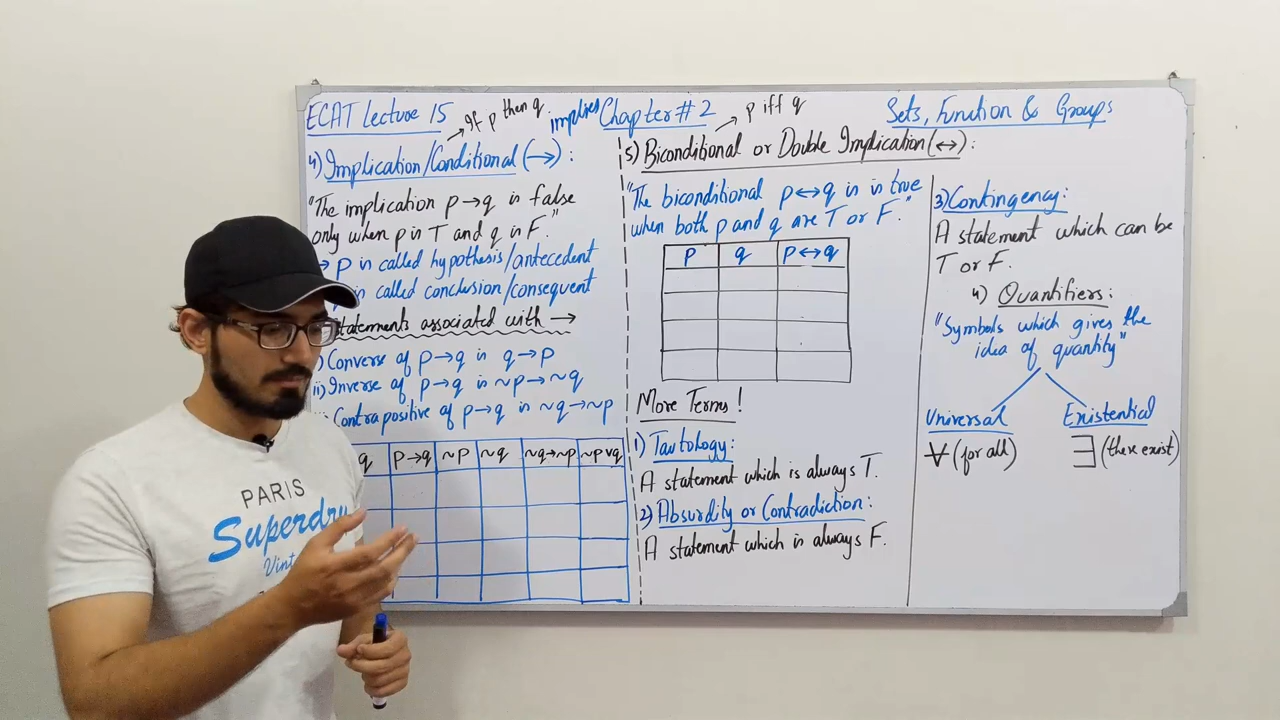 ECAT Lecture 15
Chapter # 2
Sets, Function & Groups
If p then q
implies
4) Implication/Conditional (→):
"The implication p→q is false
only when p is T and q is F."
→ p is called hypothesis/antecedent
is called conclusion/consequent
Statements associated with →
i) Converse of p→q is q→p
ii) Inverse of p→q is ~p→~q
Contrapositive of p→q is ~q→~p
q p→q ~p ~q ~q→~p ~p∨q
p iff q
5) Biconditional or Double Implication (↔):
"The biconditional p↔q is is true
when both p and q are T or F."
p q p↔q
More Terms!
1) Tautology:
A statement which is always T.
2) Absurdity or Contradiction:
A statement which is always F.
3) Contingency:
A statement which can be
T or F.
4) Quantifiers:
"Symbols which gives the
idea of quantity"
Universal Existential
∀ (for all) ∃ (there exist)
PARIS
Superdry
Vint